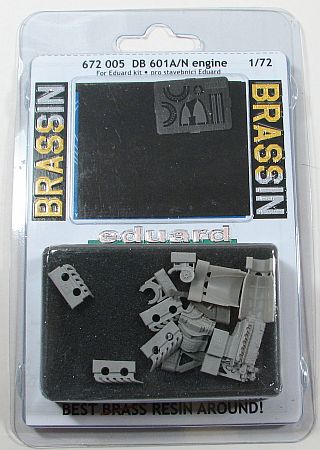 672 005 DB 601A/N engine 1/72
For Eduard kit • pro stavebnici Eduard
BRASSIN
BRASSIN
eduard
BEST BRASS RESIN AROUND!